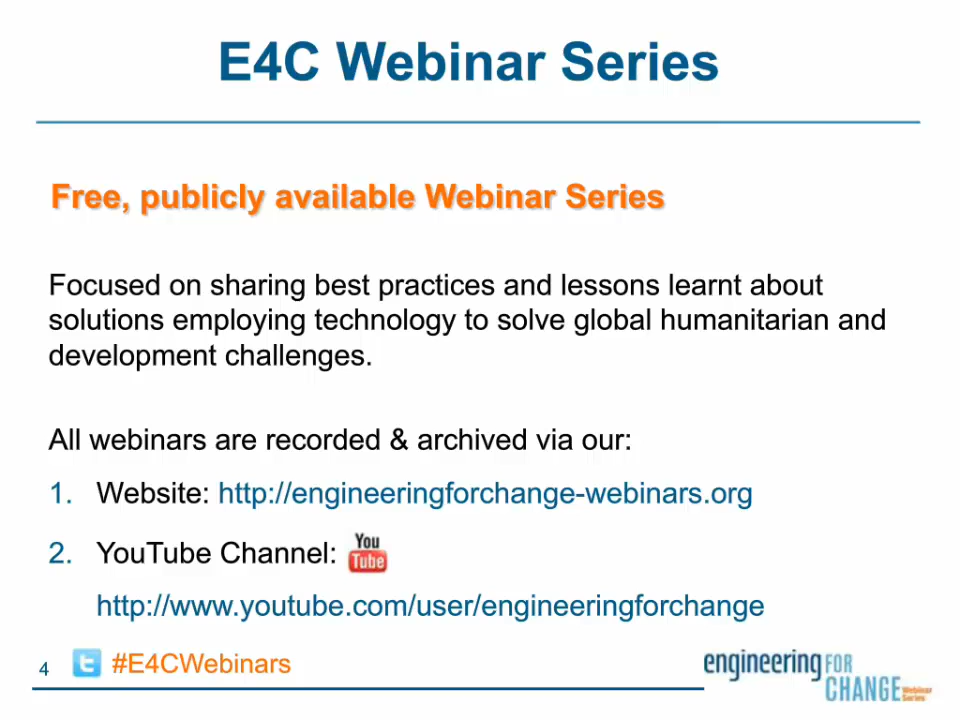 E4C Webinar Series
Free, publicly available Webinar Series
Focused on sharing best practices and lessons learnt about
solutions employing technology to solve global humanitarian and
development challenges.
All webinars are recorded & archived via our:
1. Website: http://engineeringforchange-webinars.org
2. YouTube Channel: You
Tube
http://www.youtube.com/user/engineeringforchange
4 t #E4CWebinars
engineering FOR
CHANGE Webinar
Series